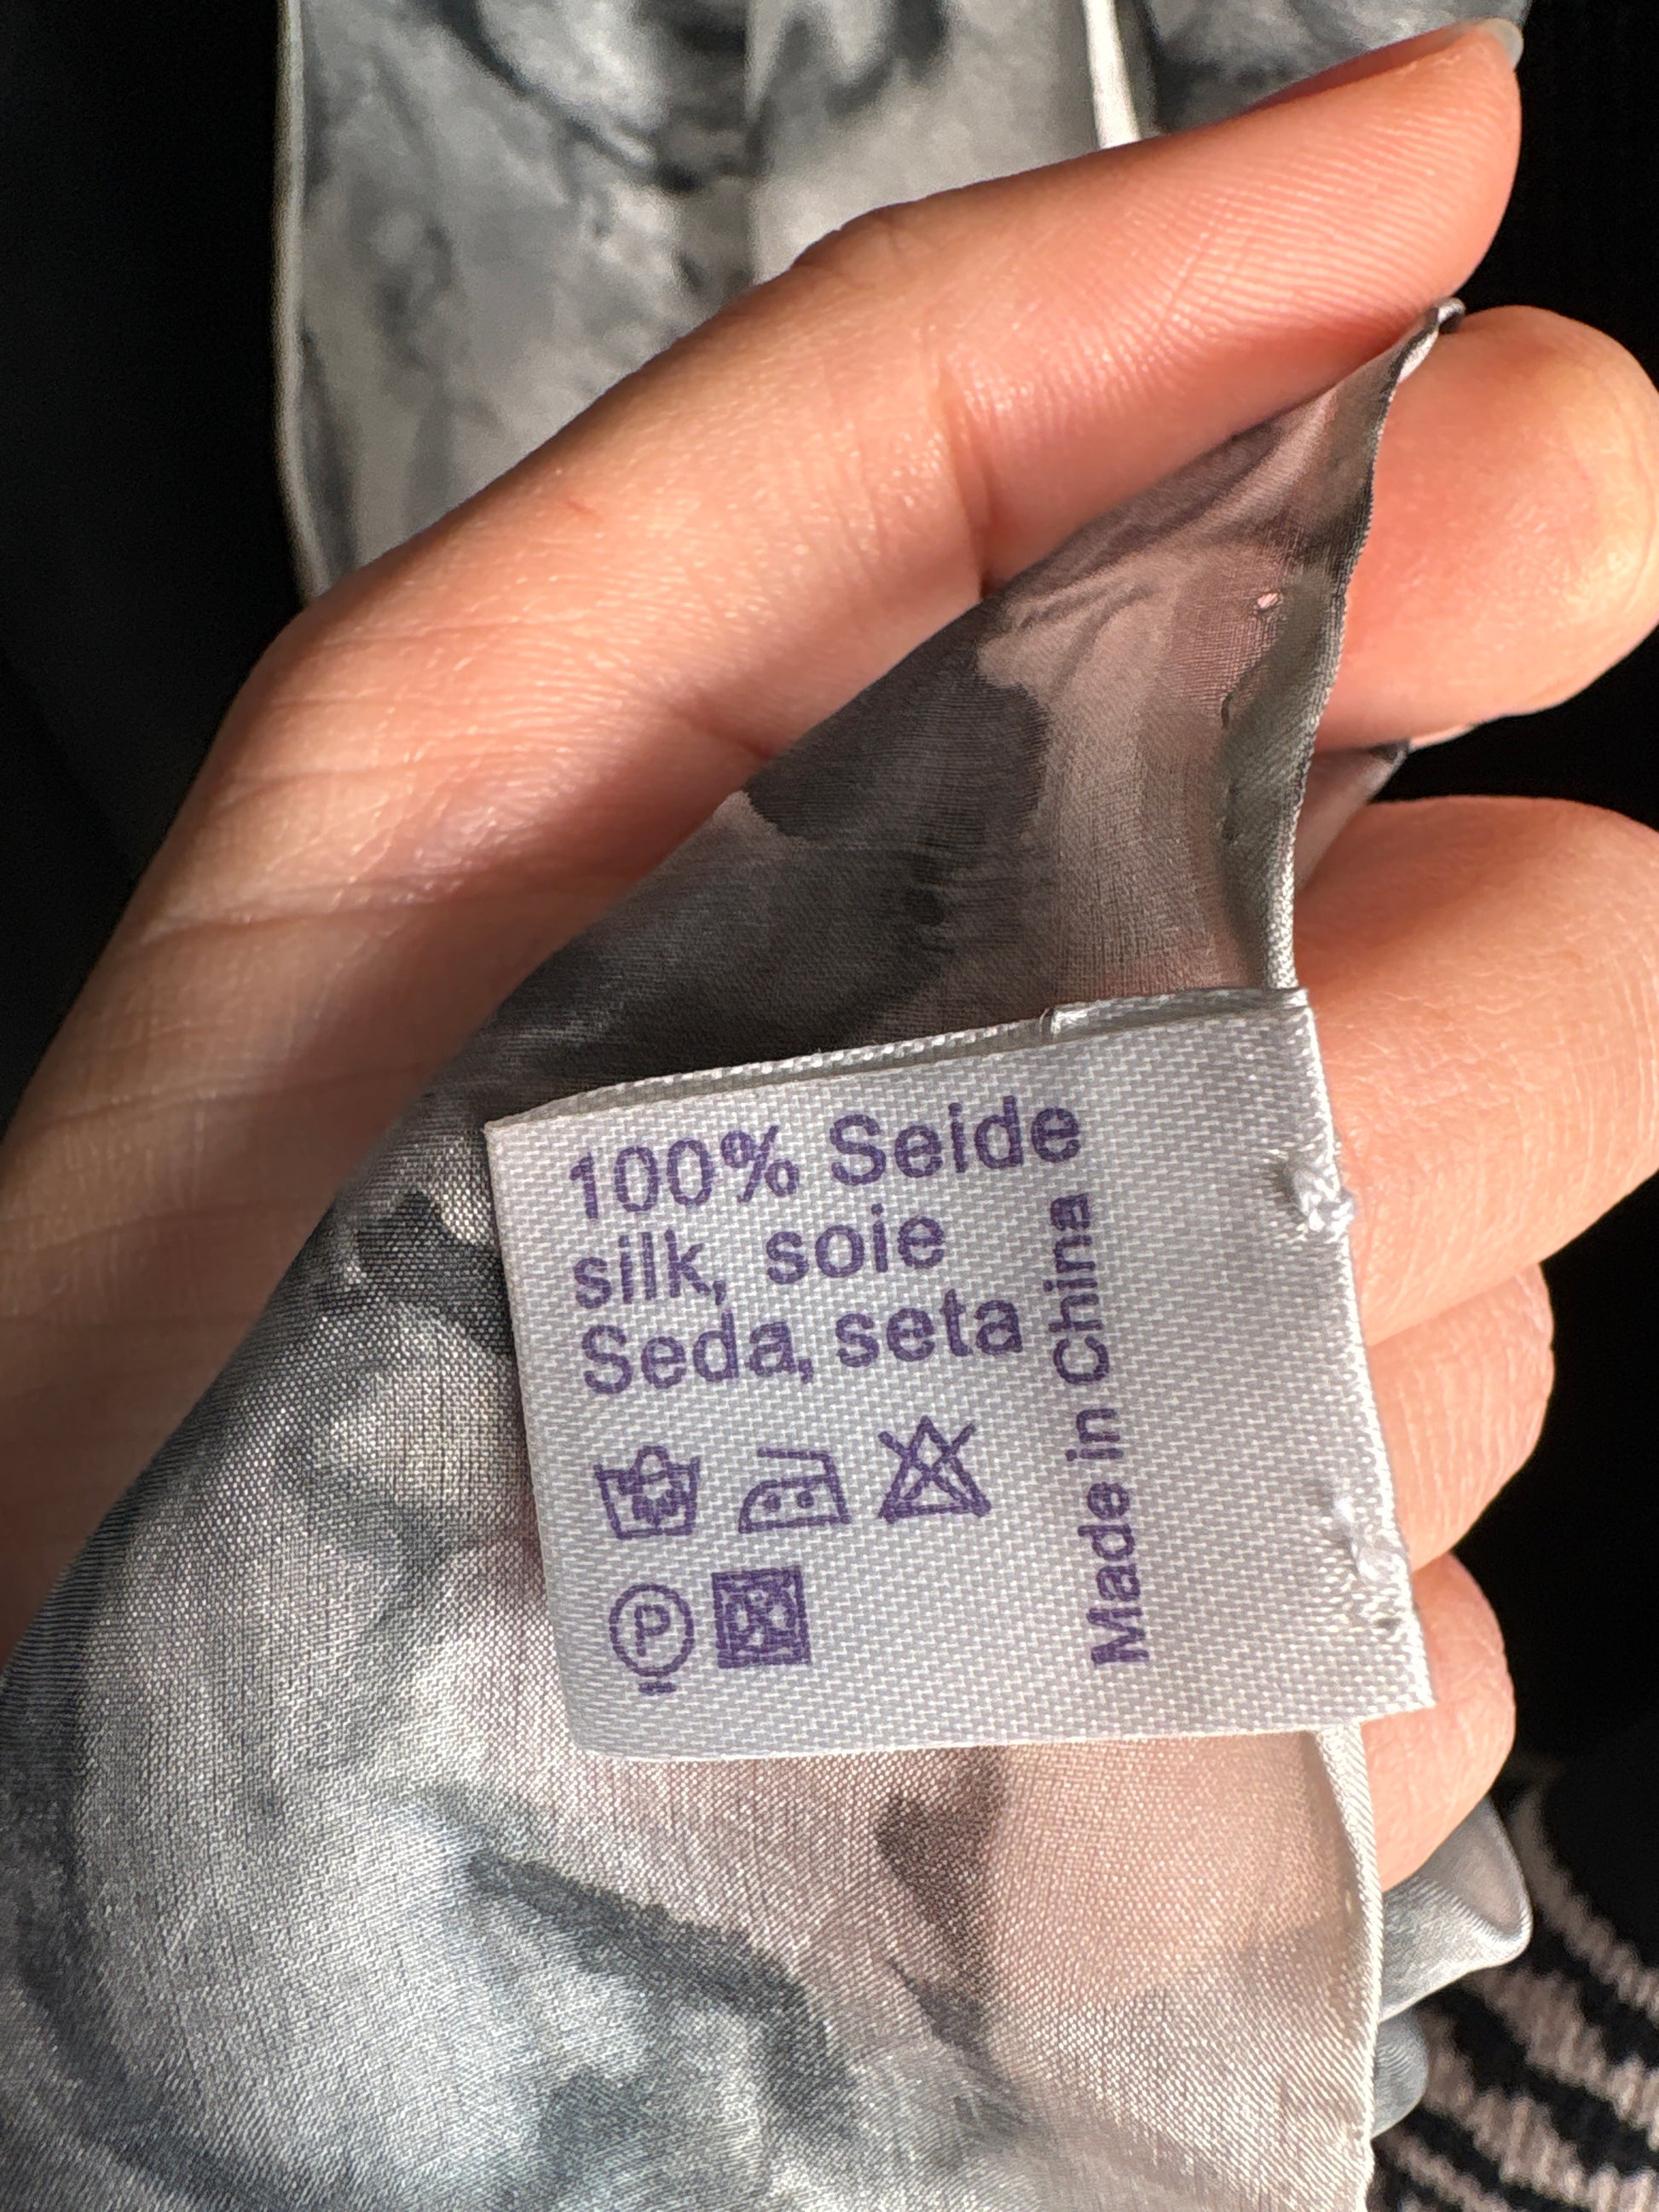 100% Seide
silk, soie
Seda, seta
P
Made in China